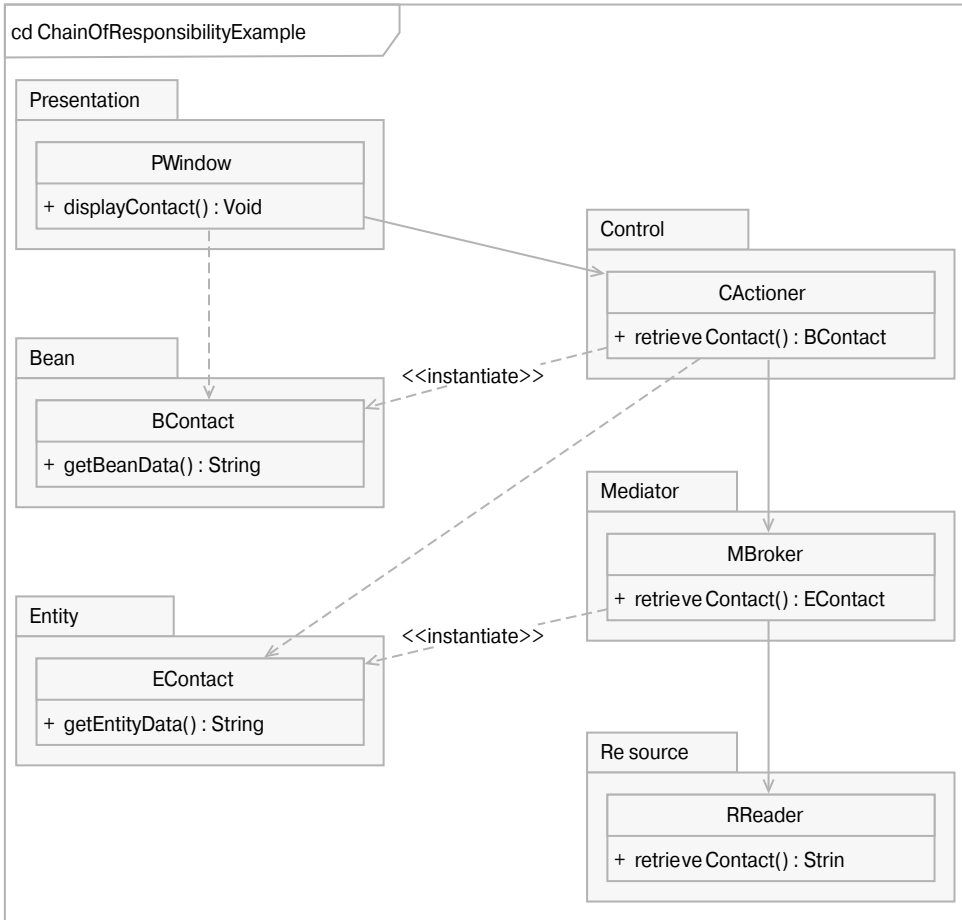 cd ChainOfResponsibilityExample
Presentation
PWindow
+ displayContact() : Void
Control
CActioner
+ retrieve Contact() : BContact
Bean
<<instantiate>>
BContact
+ getBeanData() : String
Mediator
MBroker
+ retrieve Contact() : EContact
Entity
<<instantiate>>
EContact
+ getEntityData() : String
Re source
RReader
+ retrieve Contact() : Strin